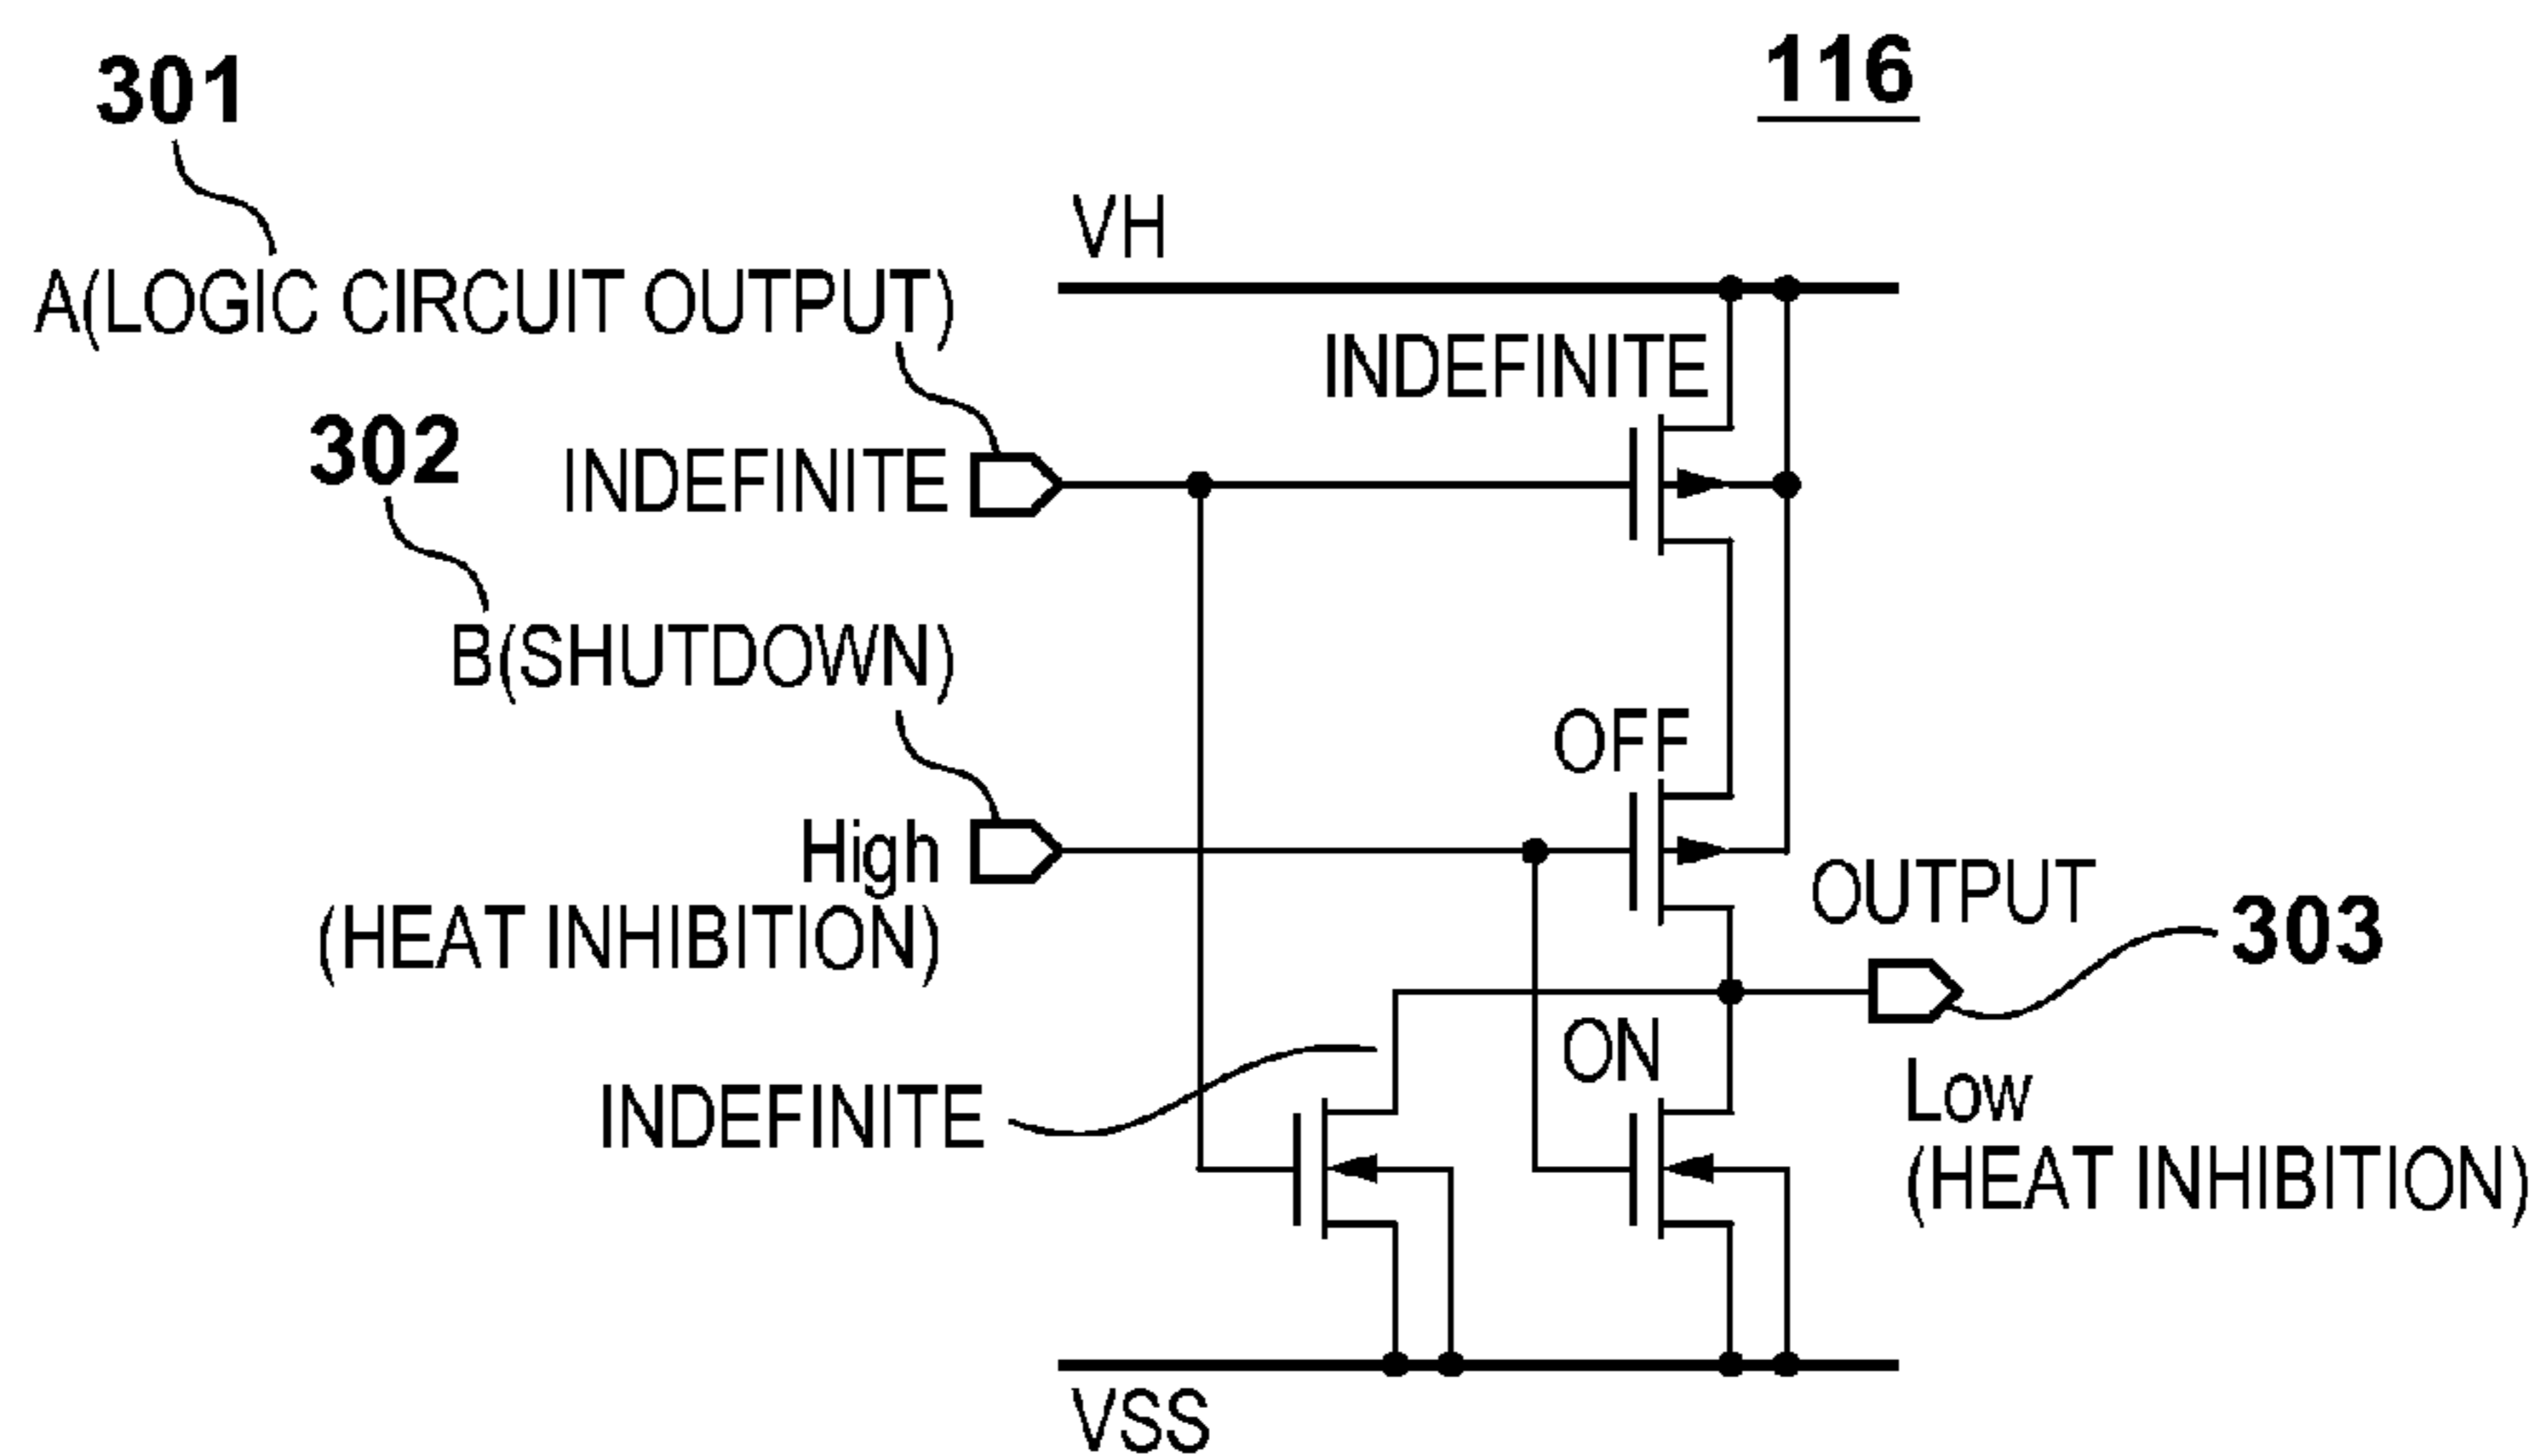 116
301
VH
A(LOGIC CIRCUIT OUTPUT)
INDEFINITE
302
INDEFINITE
B(SHUTDOWN)
OFF
High
(HEAT INHIBITION)
OUTPUT
303
ON
INDEFINITE
Low
(HEAT INHIBITION)
VSS